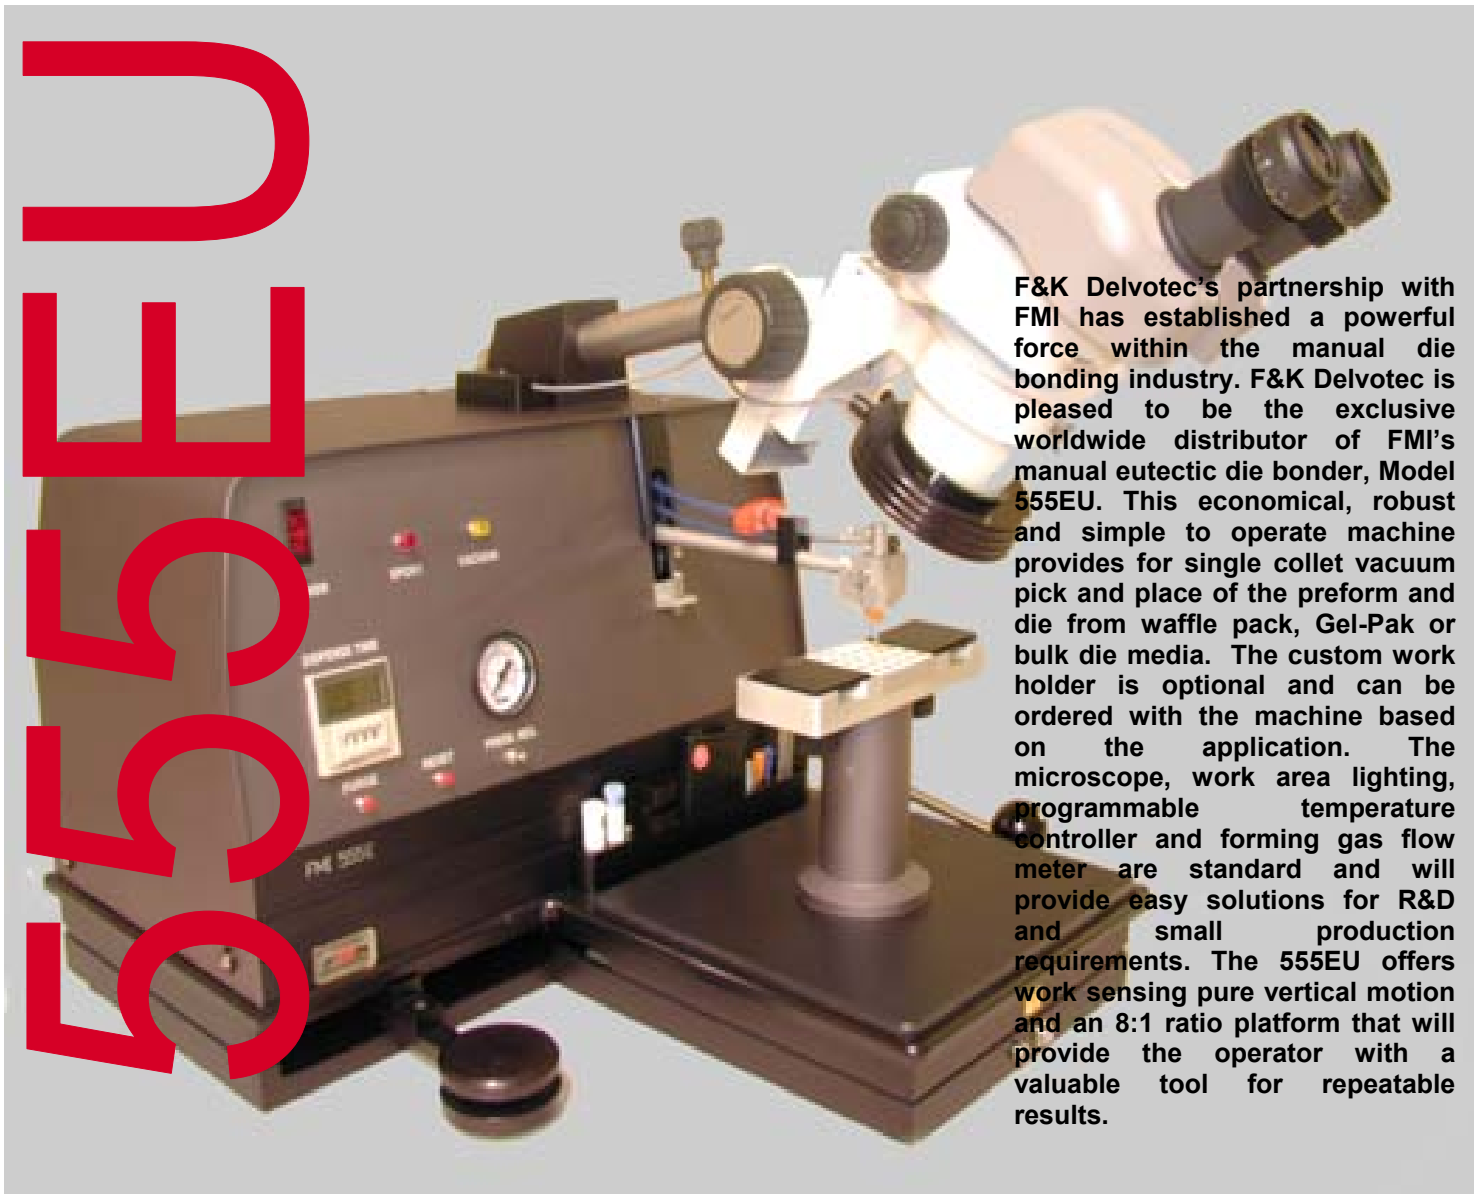 555EU
F&K Delvotec's partnership with
FMI has established a powerful
force within the manual die
bonding industry. F&K Delvotec is
pleased to be the exclusive
worldwide distributor of FMI's
manual eutectic die bonder, Model
555EU. This economical, robust
and simple to operate machine
provides for single collet vacuum
pick and place of the preform and
die from waffle pack, Gel-Pak or
bulk die media. The custom work
holder is optional and can be
ordered with the machine based
on the application. The
microscope, work area lighting,
programmable temperature
controller and forming gas flow
meter are standard and will
provide easy solutions for R&D
and small production
requirements. The 555EU offers
work sensing pure vertical motion
and an 8:1 ratio platform that will
provide the operator with a
valuable tool for repeatable
results.
EPOXY
VACUUM
DISPENSE TIME
RESET
PURGE